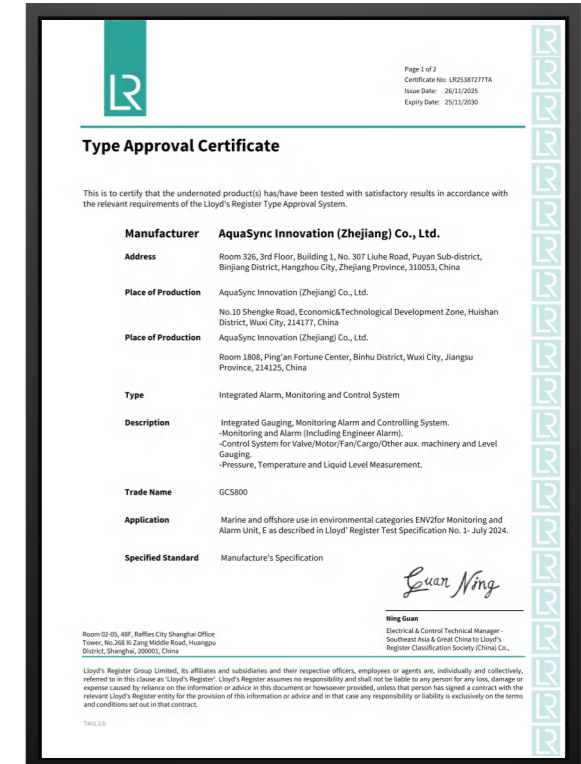 LR
Page 1 of 2
Certificate No: LR25387277TA
Issue Date: 26/11/2025
Expiry Date: 25/11/2030
Type Approval Certificate
This is to certify that the undernoted product(s) has/have been tested with satisfactory results in accordance with
the relevant requirements of the Lloyd's Register Type Approval System.
Manufacturer AquaSync Innovation (Zhejiang) Co., Ltd.
Address Room 326, 3rd Floor, Building 1, No. 307 Liuhe Road, Puyan Sub-district,
Binjiang District, Hangzhou City, Zhejiang Province, 310053, China
Place of Production AquaSync Innovation (Zhejiang) Co., Ltd.
No.10 Shengke Road, Economic&Technological Development Zone, Huishan
District, Wuxi City, 214177, China
Place of Production AquaSync Innovation (Zhejiang) Co., Ltd.
Room 1808, Ping'an Fortune Center, Binhu District, Wuxi City, Jiangsu
Province, 214125, China
Type Integrated Alarm, Monitoring and Control System
Description Integrated Gauging, Monitoring Alarm and Controlling System.
-Monitoring and Alarm (Including Engineer Alarm).
-Control System for Valve/Motor/Fan/Cargo/Other aux. machinery and Level
Gauging.
-Pressure, Temperature and Liquid Level Measurement.
Trade Name GCS800
Application Marine and offshore use in environmental categories ENV2for Monitoring and
Alarm Unit, E as described in Lloyd' Register Test Specification No. 1- July 2024.
Specified Standard Manufacture's Specification
Guan Ning
Ning Guan
Electrical & Control Technical Manager -
Southeast Asia & Great China to Lloyd's
Register Classification Society (China) Co.,
Room 02-05, 48F, Raffles City Shanghai Office
Tower, No.268 Xi Zang Middle Road, Huangpu
District, Shanghai, 200001, China
Lloyd's Register Group Limited, its affiliates and subsidiaries and their respective officers, employees or agents are, individually and collectively,
referred to in this clause as 'Lloyd's Register'. Lloyd's Register assumes no responsibility and shall not be liable to any person for any loss, damage or
expense caused by reliance on the information or advice in this document or howsoever provided, unless that person has signed a contract with the
relevant Lloyd's Register entity for the provision of this information or advice and in that case any responsibility or liability is exclusively on the terms
and conditions set out in that contract.
TA01 2.0